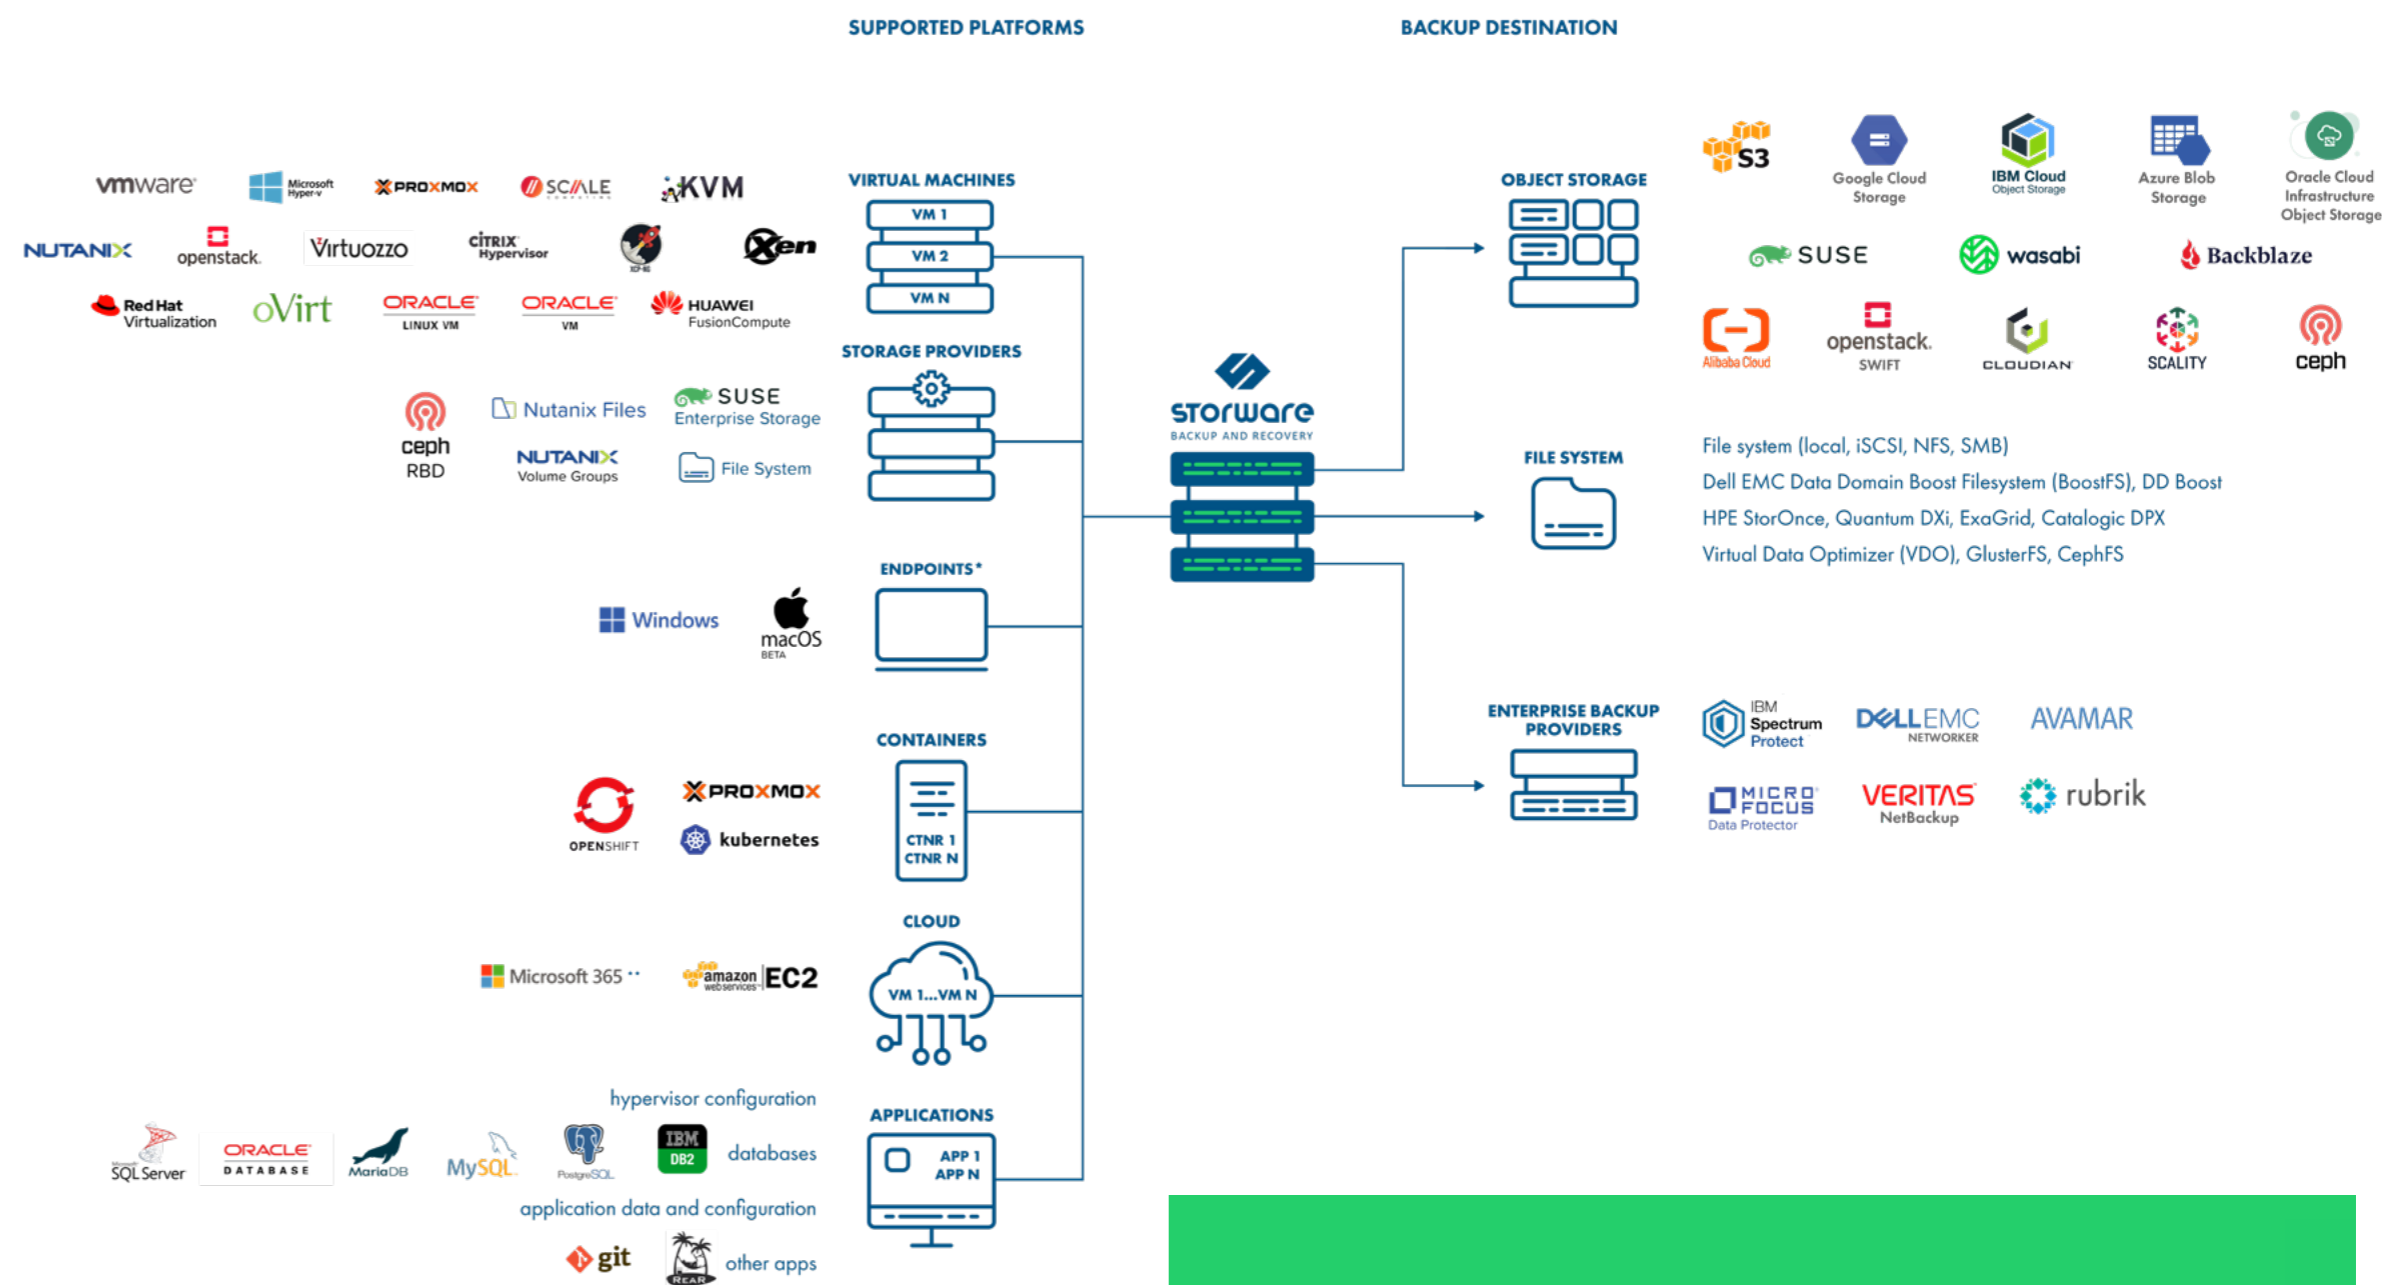 SUPPORTED PLATFORMS
BACKUP DESTINATION
vmware
Microsoft
Hyper-v
PROXMOX
SCALE
COMPUTING
KVM
NUTANIX
openstack.
Virtuozzo
CITRIX
Hypervisor
XCP-NG
Xen
Red Hat
Virtualization
oVirt
ORACLE
LINUX VM
ORACLE
VM
HUAWEI
FusionCompute
VIRTUAL MACHINES
VM 1
VM 2
VM N
STORAGE PROVIDERS
ceph
RBD
Nutanix Files
SUSE
Enterprise Storage
NUTANIX
Volume Groups
File System
ENDPOINTS*
Windows
macOS
BETA
CONTAINERS
OPENSHIFT
PROXMOX
kubernetes
CTNR 1
CTNR N
CLOUD
Microsoft 365 **
amazon
webservices
EC2
VM 1...VM N
APPLICATIONS
hypervisor configuration
Microsoft
SQL Server
ORACLE
DATABASE
MariaDB
MySQL
PostgreSQL
IBM
DB2
databases
application data and configuration
git
REAR
other apps
APP 1
APP N
storware
BACKUP AND RECOVERY
OBJECT STORAGE
S3
Google Cloud
Storage
IBM Cloud
Object Storage
Azure Blob
Storage
Oracle Cloud
Infrastructure
Object Storage
SUSE
wasabi
Backblaze
Alibaba Cloud
openstack.
SWIFT
CLOUDIAN
SCALITY
ceph
FILE SYSTEM
File system (local, iSCSI, NFS, SMB)
Dell EMC Data Domain Boost Filesystem (BoostFS), DD Boost
HPE StorOnce, Quantum DXi, ExaGrid, Catalogic DPX
Virtual Data Optimizer (VDO), GlusterFS, CephFS
ENTERPRISE BACKUP
PROVIDERS
IBM
Spectrum
Protect
DELL EMC
NETWORKER
AVAMAR
MICRO
FOCUS
Data Protector
VERITAS
NetBackup
rubrik